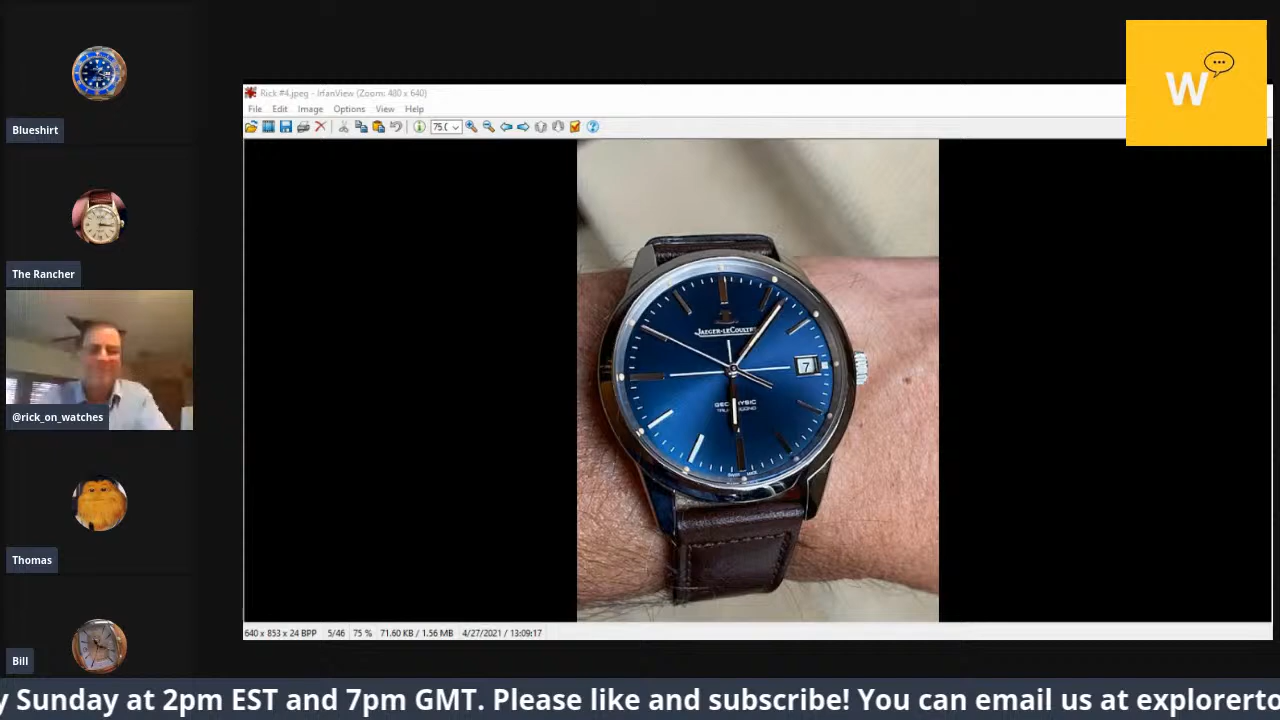 Blueshirt
The Rancher
@rick_on_watches
Thomas
Bill
Rick #4.jpeg - IrfanView (Zoom: 480 x 640)
File Edit Image Options View Help
75.0
JAEGER-LECOULTRE
7
640 x 853 x 24 BPP 5/46 75 % 71.60 KB / 1.56 MB 4/27/2021 / 13:09:17
W
y Sunday at 2pm EST and 7pm GMT. Please like and subscribe! You can email us at explorerto